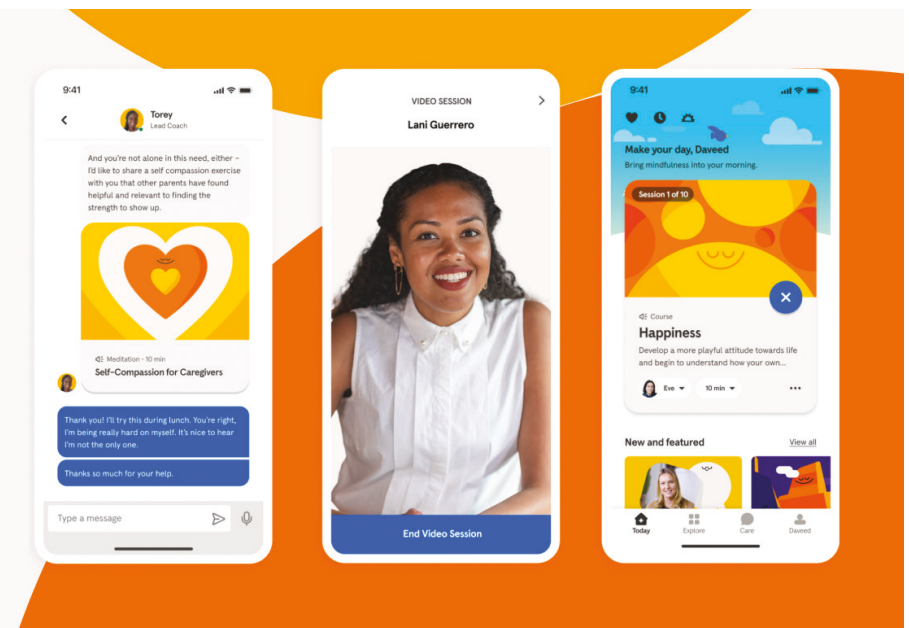 9:41
Torey
Lead Coach
And you're not alone in this need, either –
I'd like to share a self compassion exercise
with you that other parents have found
helpful and relevant to finding the
strength to show up.
Meditation • 10 min
Self-Compassion for Caregivers
Thank you! I'll try this during lunch. You're right,
I'm being really hard on myself. It's nice to hear
I'm not the only one.
Thanks so much for your help.
Type a message
VIDEO SESSION
Lani Guerrero
End Video Session
9:41
Make your day, Daveed
Bring mindfulness into your morning.
Session 1 of 10
Course
Happiness
Develop a more playful attitude towards life
and begin to understand how your own...
Eve
10 min
New and featured
View all
Today
Explore
Care
Daveed